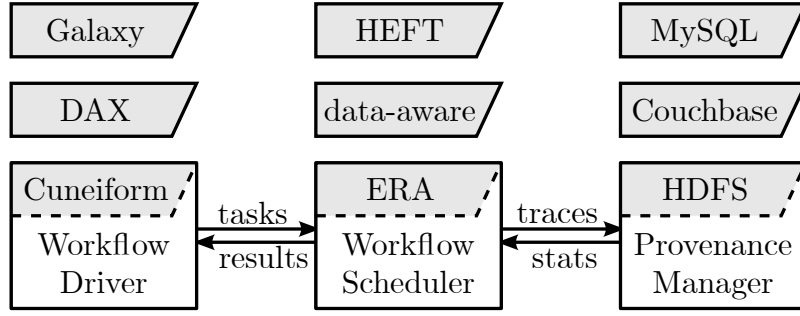 Galaxy
HEFT
MySQL
DAX
data-aware
Couchbase
Cuneiform
ERA
HDFS
tasks
traces
Workflow
Driver
results
Workflow
Scheduler
stats
Provenance
Manager